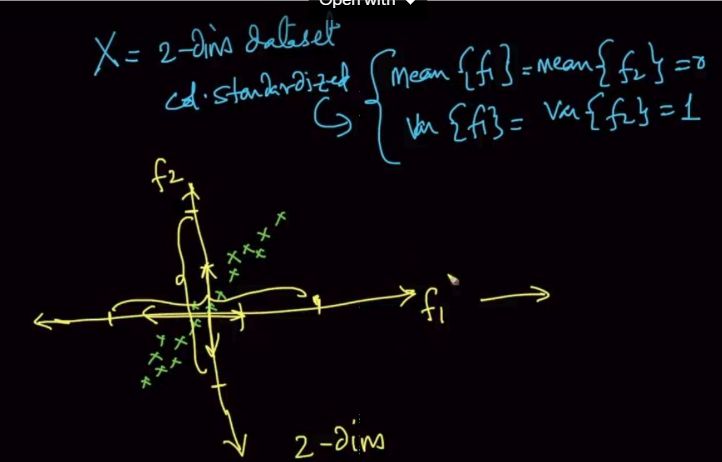 Open with
X = 2-dim dataset
col. standardized
Mean {f1} = mean {f2} = 0
Var {f1} = Var {f2} = 1
f2
f1
2-dim